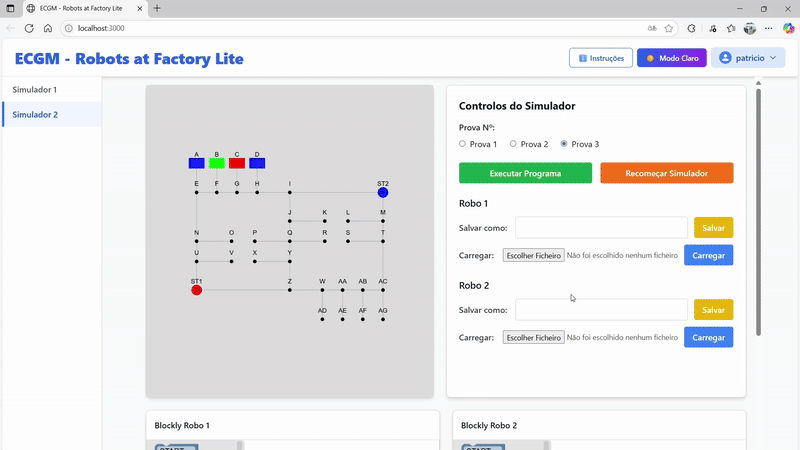 ECGM - Robots at Factory Lite
localhost:3000
ECGM - Robots at Factory Lite
Instruções
Modo Claro
patricio
Simulador 1
Simulador 2
A B C D
E F G H I ST2
J K L M
N O P Q R S T
U V X Y
ST1 Z W AA AB AC
AD AE AF AG
Controlos do Simulador
Prova Nº:
Prova 1 Prova 2 Prova 3
Executar Programa Recomeçar Simulador
Robo 1
Salvar como: Salvar
Carregar: Escolher Ficheiro Não foi escolhido nenhum ficheiro Carregar
Robo 2
Salvar como: Salvar
Carregar: Escolher Ficheiro Não foi escolhido nenhum ficheiro Carregar
Blockly Robo 1
Blockly Robo 2